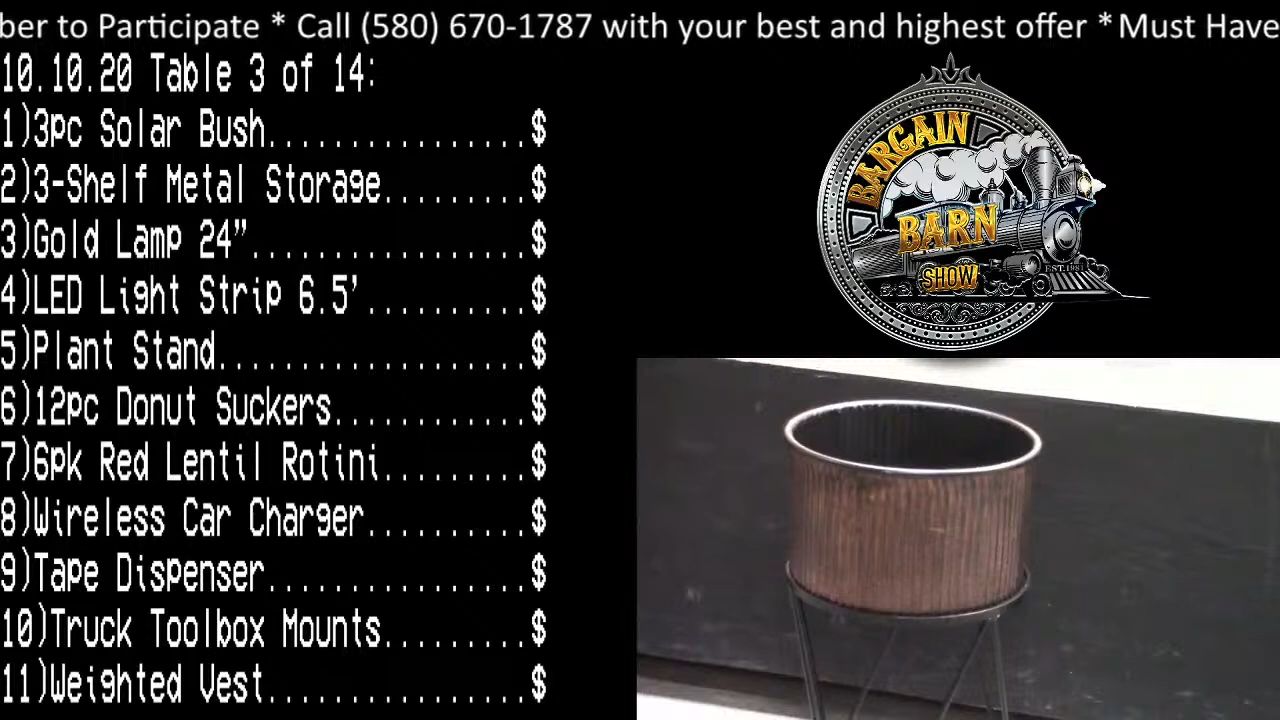 ber to Participate * Call (580) 670-1787 with your best and highest offer * Must Have
10.10.20 Table 3 of 14:
1)3pc Solar Bush................$
2)3-Shelf Metal Storage.........$
3)Gold Lamp 24”.................$
4)LED Light Strip 6.5’..........$
5)Plant Stand...................$
6)12pc Donut Suckers............$
7)6pk Red Lentil Rotini.........$
8)Wireless Car Charger..........$
9)Tape Dispenser................$
10)Truck Toolbox Mounts.........$
11)Weighted Vest................$
BARGAIN
BARN
SHOW